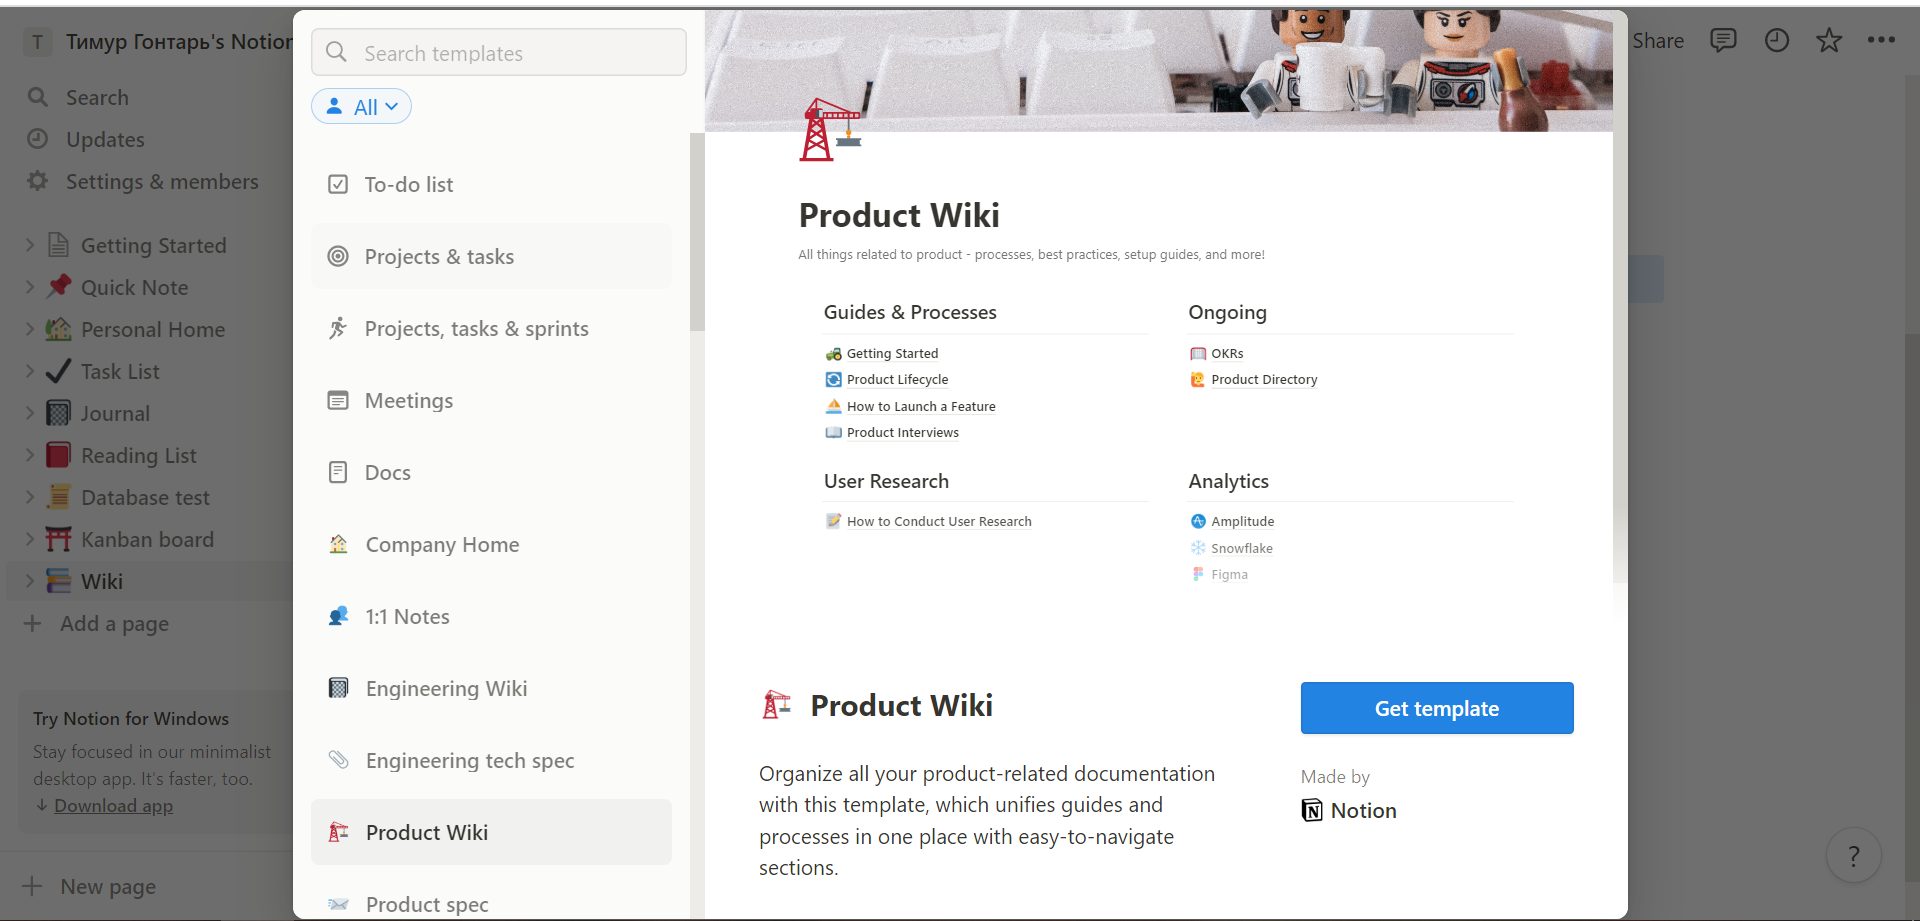 T Тимур Гонтарь's Notion
Search
Updates
Settings & members
Getting Started
Quick Note
Personal Home
Task List
Journal
Reading List
Database test
Kanban board
Wiki
Add a page
Try Notion for Windows
Stay focused in our minimalist
desktop app. It's faster, too.
Download app
New page
Search templates
All
To-do list
Projects & tasks
Projects, tasks & sprints
Meetings
Docs
Company Home
1:1 Notes
Engineering Wiki
Engineering tech spec
Product Wiki
Product spec
Product Wiki
All things related to product - processes, best practices, setup guides, and more!
Guides & Processes
Getting Started
Product Lifecycle
How to Launch a Feature
Product Interviews
Ongoing
OKRs
Product Directory
User Research
How to Conduct User Research
Analytics
Amplitude
Snowflake
Figma
Product Wiki
Organize all your product-related documentation
with this template, which unifies guides and
processes in one place with easy-to-navigate
sections.
Get template
Made by
Notion
Share
?